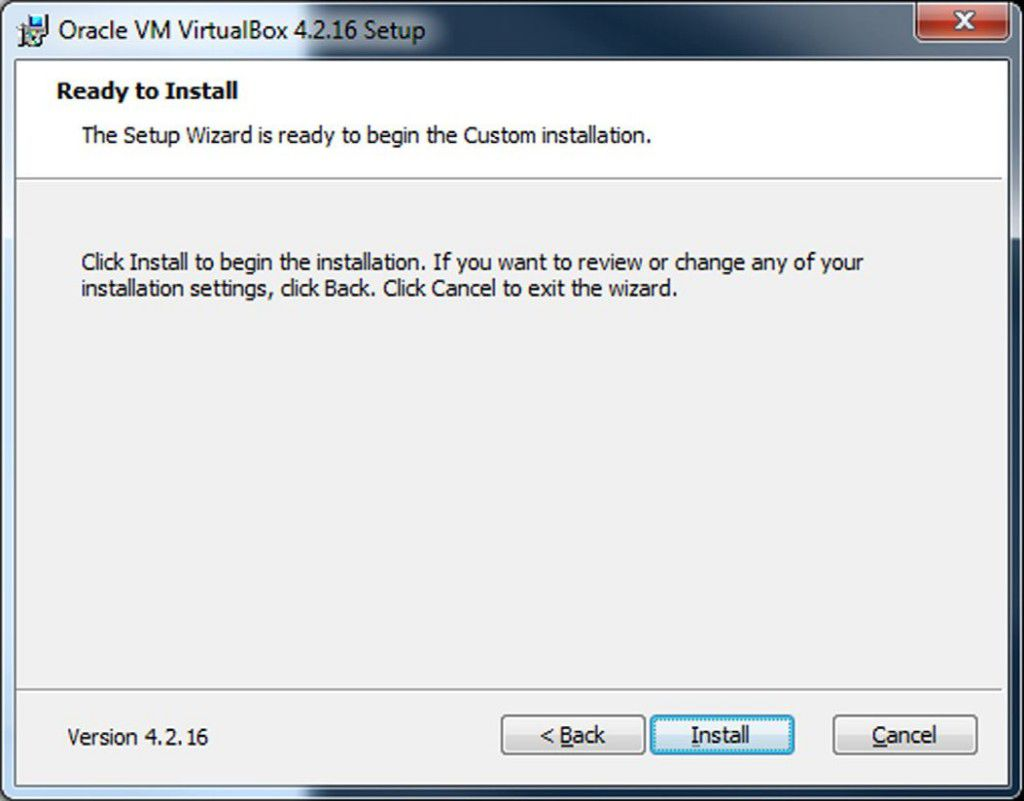 Oracle VM VirtualBox 4.2.16 Setup
Ready to Install
The Setup Wizard is ready to begin the Custom installation.
Click Install to begin the installation. If you want to review or change any of your
installation settings, click Back. Click Cancel to exit the wizard.
Version 4.2.16
< Back
Install
Cancel